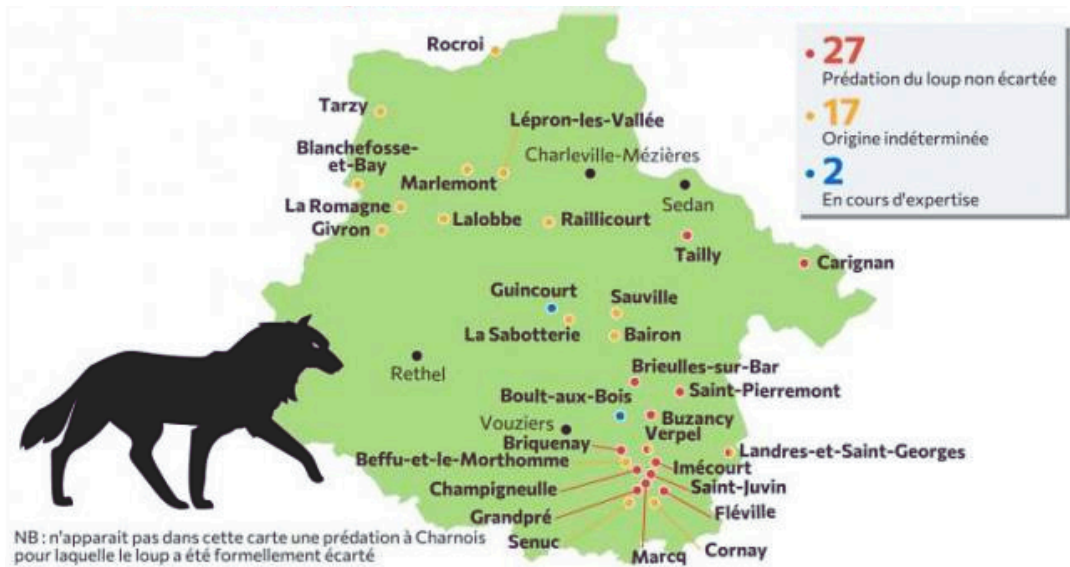 Rocroi
Tarzy
Lépron-les-Vallée
Blanchefosse-
et-Bay
Charleville-Mézières
Marlemont
La Romagne
Sedan
Givron
Lalobbe
Raillicourt
Tailly
Carignan
Guincourt
Sauville
La Sabotterie
Bairon
Rethel
Brieulles-sur-Bar
Boult-aux-Bois
Saint-Pierremont
Vouziers
Buzancy
Briquenay
Verpel
Beffu-et-le-Morthomme
Landres-et-Saint-Georges
Imécourt
Champigneulle
Saint-Juvin
Grandpré
Fléville
Senuc
Marcq
Cornay
27
Prédation du loup non écartée
17
Origine indéterminée
2
En cours d'expertise
NB : n'apparait pas dans cette carte une prédation à Charnois
pour laquelle le loup a été formellement écarté